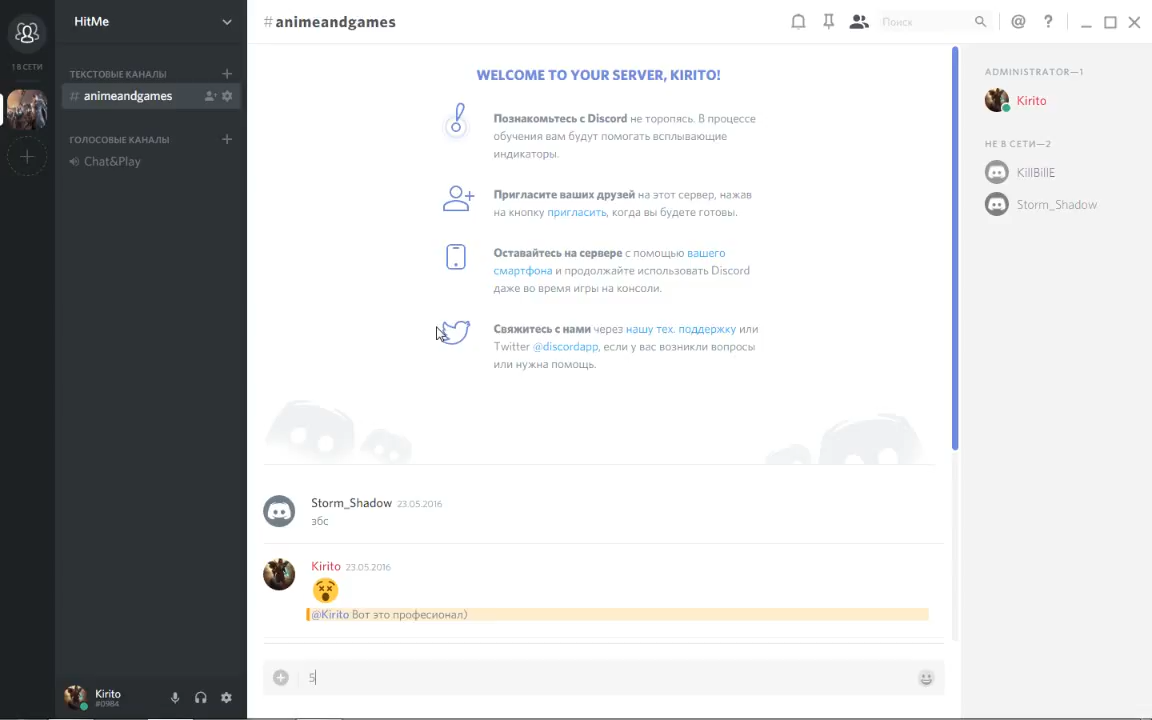 HitMe
#animeandgames
Поиск
1 В СЕТИ
ТЕКСТОВЫЕ КАНАЛЫ
# animeandgames
ГОЛОСОВЫЕ КАНАЛЫ
Chat&Play
WELCOME TO YOUR SERVER, KIRITO!
Познакомьтесь с Discord не торопясь. В процессе
обучения вам будут помогать всплывающие
индикаторы.
Пригласите ваших друзей на этот сервер, нажав
на кнопку пригласить, когда вы будете готовы.
Оставайтесь на сервере с помощью вашего
смартфона и продолжайте использовать Discord
даже во время игры на консоли.
Свяжитесь с нами через нашу тех. поддержку или
Twitter @discordapp, если у вас возникли вопросы
или нужна помощь.
Storm_Shadow 23.05.2016
збс
Kirito 23.05.2016
@Kirito Вот это професионал)
5
ADMINISTRATOR—1
Kirito
НЕ В СЕТИ—2
KillBillE
Storm_Shadow
Kirito
#0984